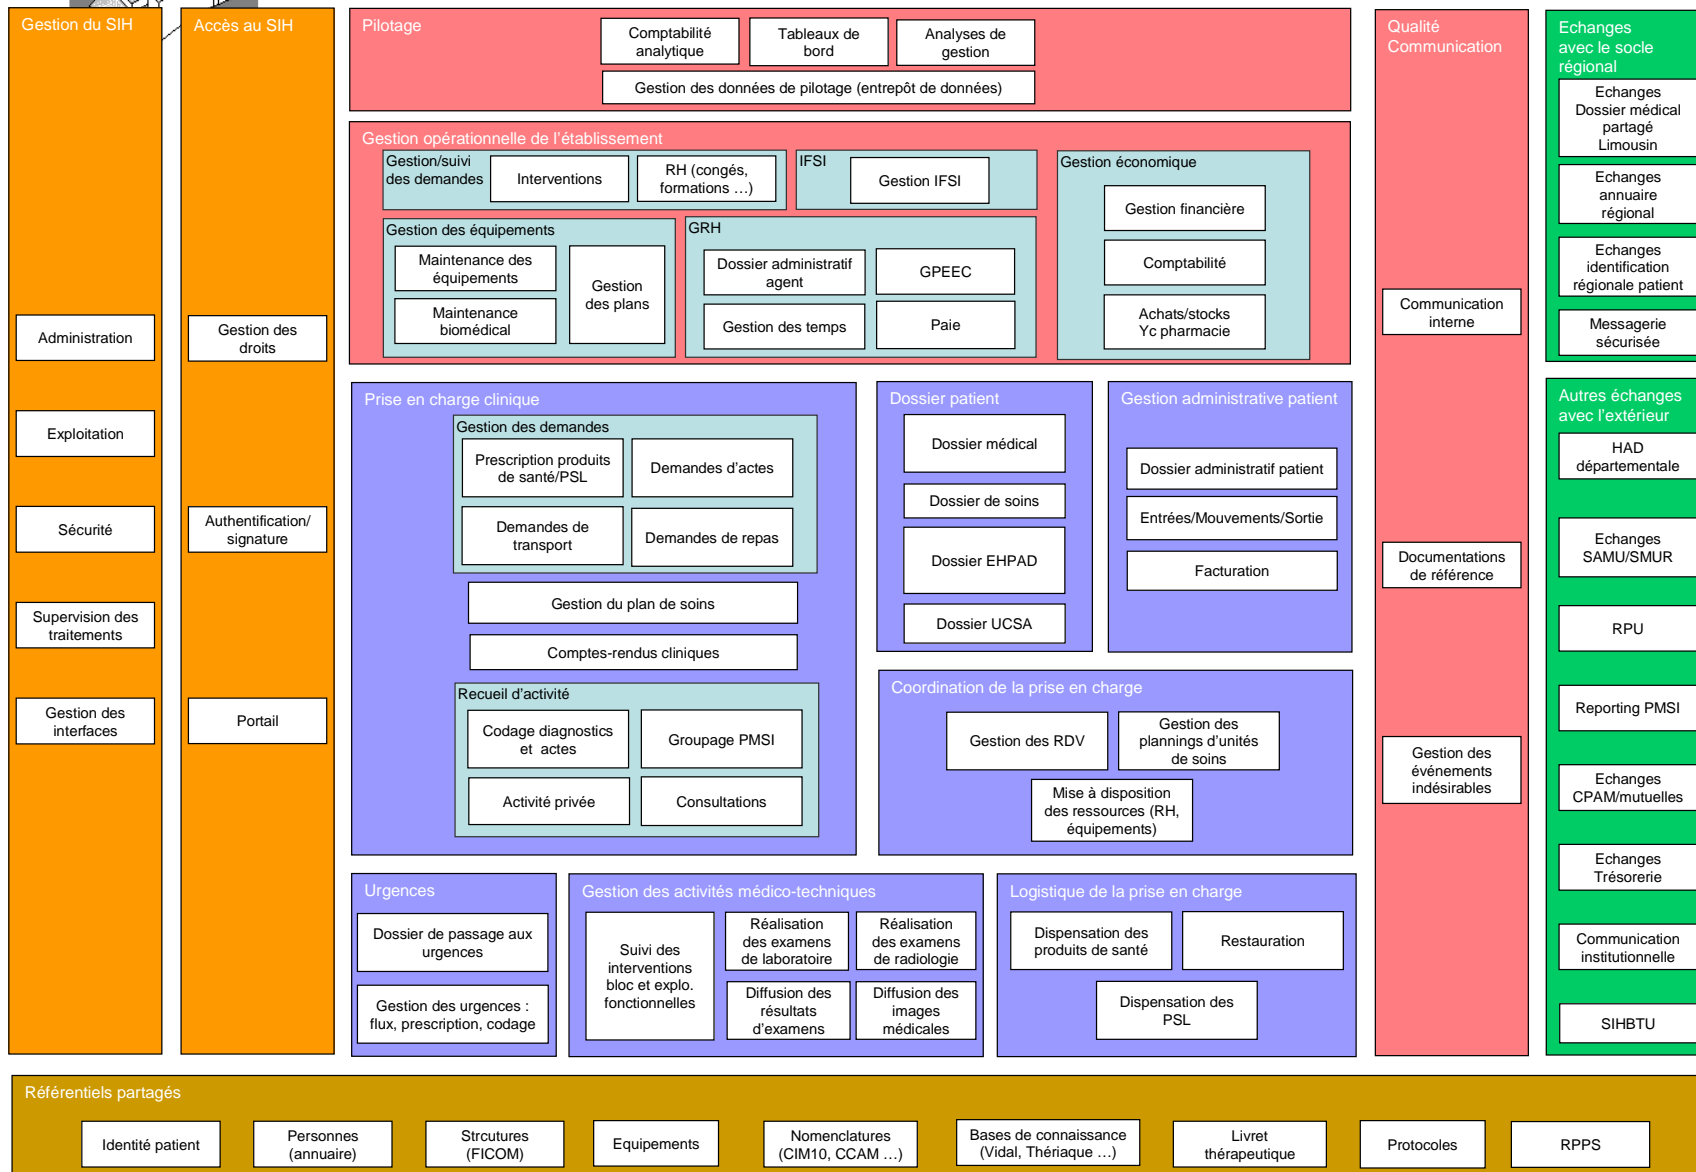 Gestion du SIH
Administration
Exploitation
Sécurité
Supervision des
traitements
Gestion des
interfaces
Accès au SIH
Gestion des
droits
Authentification/
signature
Portail
Pilotage
Comptabilité
analytique
Tableaux de
bord
Analyses de
gestion
Gestion des données de pilotage (entrepôt de données)
Gestion opérationnelle de l'établissement
Gestion/suivi
des demandes
Interventions
RH (congés,
formations …)
IFSI
Gestion IFSI
Gestion économique
Gestion financière
Comptabilité
Achats/stocks
Yc pharmacie
Gestion des équipements
Maintenance des
équipements
Maintenance
biomédical
Gestion
des plans
GRH
Dossier administratif
agent
GPEEC
Gestion des temps
Paie
Prise en charge clinique
Gestion des demandes
Prescription produits
de santé/PSL
Demandes d'actes
Demandes de
transport
Demandes de repas
Gestion du plan de soins
Comptes-rendus cliniques
Recueil d'activité
Codage diagnostics
et actes
Groupage PMSI
Activité privée
Consultations
Dossier patient
Dossier médical
Dossier de soins
Dossier EHPAD
Dossier UCSA
Gestion administrative patient
Dossier administratif patient
Entrées/Mouvements/Sortie
Facturation
Coordination de la prise en charge
Gestion des RDV
Gestion des
plannings d'unités
de soins
Mise à disposition
des ressources (RH,
équipements)
Urgences
Dossier de passage aux
urgences
Gestion des urgences :
flux, prescription, codage
Gestion des activités médico-techniques
Suivi des
interventions
bloc et explo.
fonctionnelles
Réalisation
des examens
de laboratoire
Réalisation
des examens
de radiologie
Diffusion des
résultats
d'examens
Diffusion des
images
médicales
Logistique de la prise en charge
Dispensation des
produits de santé
Restauration
Dispensation des
PSL
Qualité
Communication
Communication
interne
Documentations
de référence
Gestion des
événements
indésirables
Echanges
avec le socle
régional
Echanges
Dossier médical
partagé
Limousin
Echanges
annuaire
régional
Echanges
identification
régionale patient
Messagerie
sécurisée
Autres échanges
avec l'extérieur
HAD
départementale
Echanges
SAMU/SMUR
RPU
Reporting PMSI
Echanges
CPAM/mutuelles
Echanges
Trésorerie
Communication
institutionnelle
SIHBTU
Référentiels partagés
Identité patient
Personnes
(annuaire)
Strcutures
(FICOM)
Equipements
Nomenclatures
(CIM10, CCAM …)
Bases de connaissance
(Vidal, Thériaque …)
Livret
thérapeutique
Protocoles
RPPS